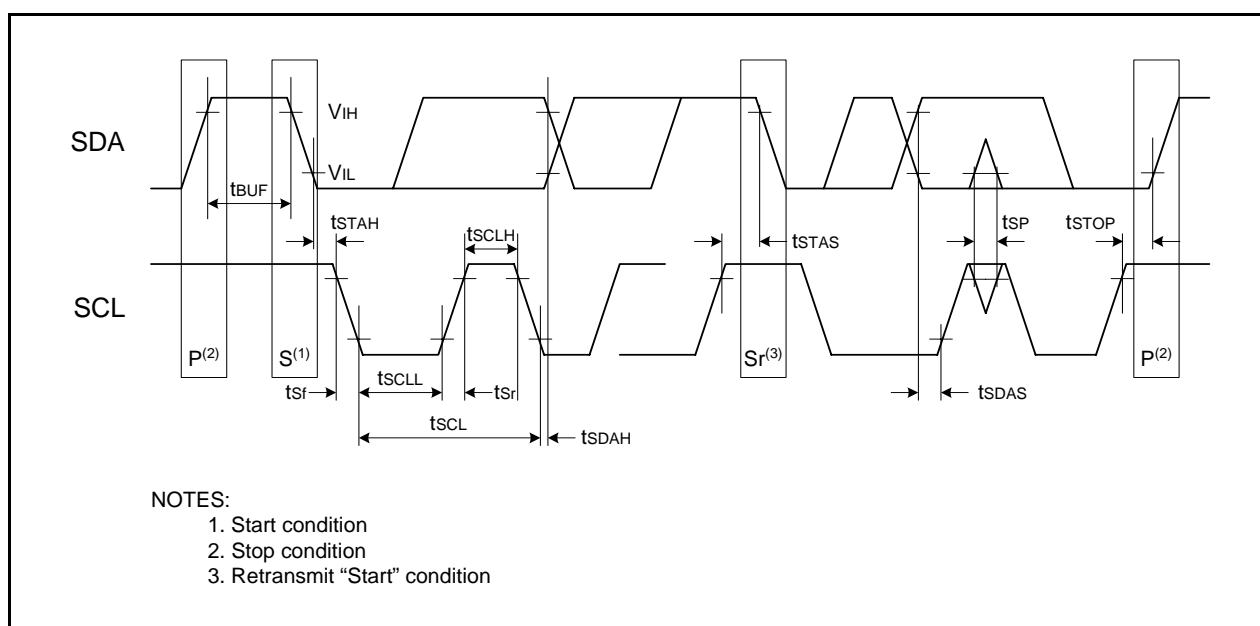 SDA
VIH
VIL
tBUF
tSTAH
tSCLH
tSTAS
tSP
tSTOP
SCL
P(2)
S(1)
Sr(3)
P(2)
tSf
tSCLL
tSr
tSDAS
tSCL
tSDAH
NOTES:
1. Start condition
2. Stop condition
3. Retransmit “Start” condition